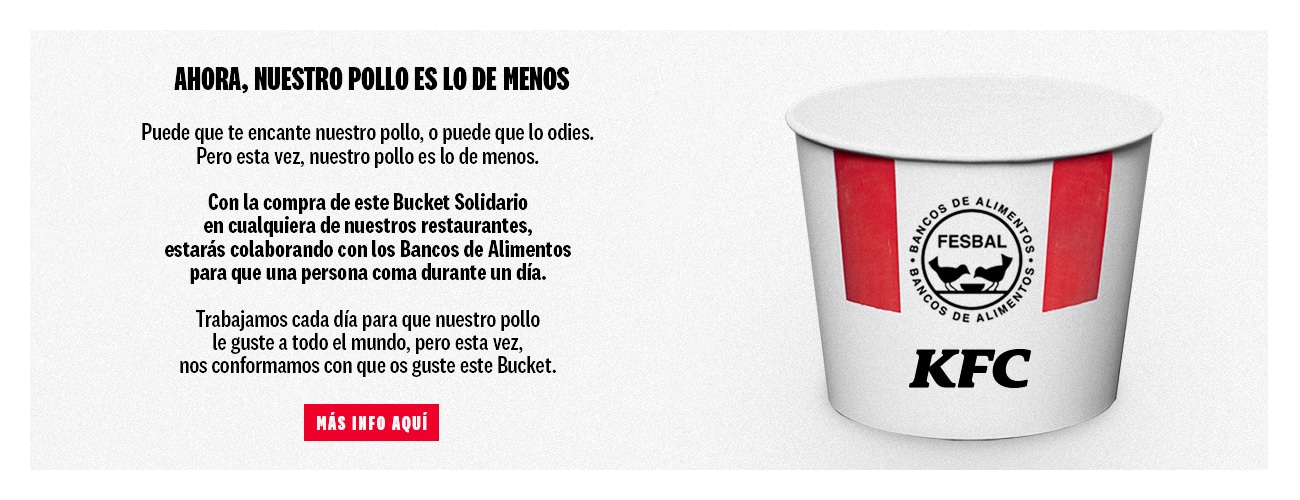 AHORA, NUESTRO POLLO ES LO DE MENOS
Puede que te encante nuestro pollo, o puede que lo odies.
Pero esta vez, nuestro pollo es lo de menos.
Con la compra de este Bucket Solidario
en cualquiera de nuestros restaurantes,
estarás colaborando con los Bancos de Alimentos
para que una persona coma durante un día.
Trabajamos cada día para que nuestro pollo
le guste a todo el mundo, pero esta vez,
nos conformamos con que os guste este Bucket.
MÁS INFO AQUÍ
BANCOS DE ALIMENTOS
FESBAL
BANCOS DE ALIMENTOS
KFC